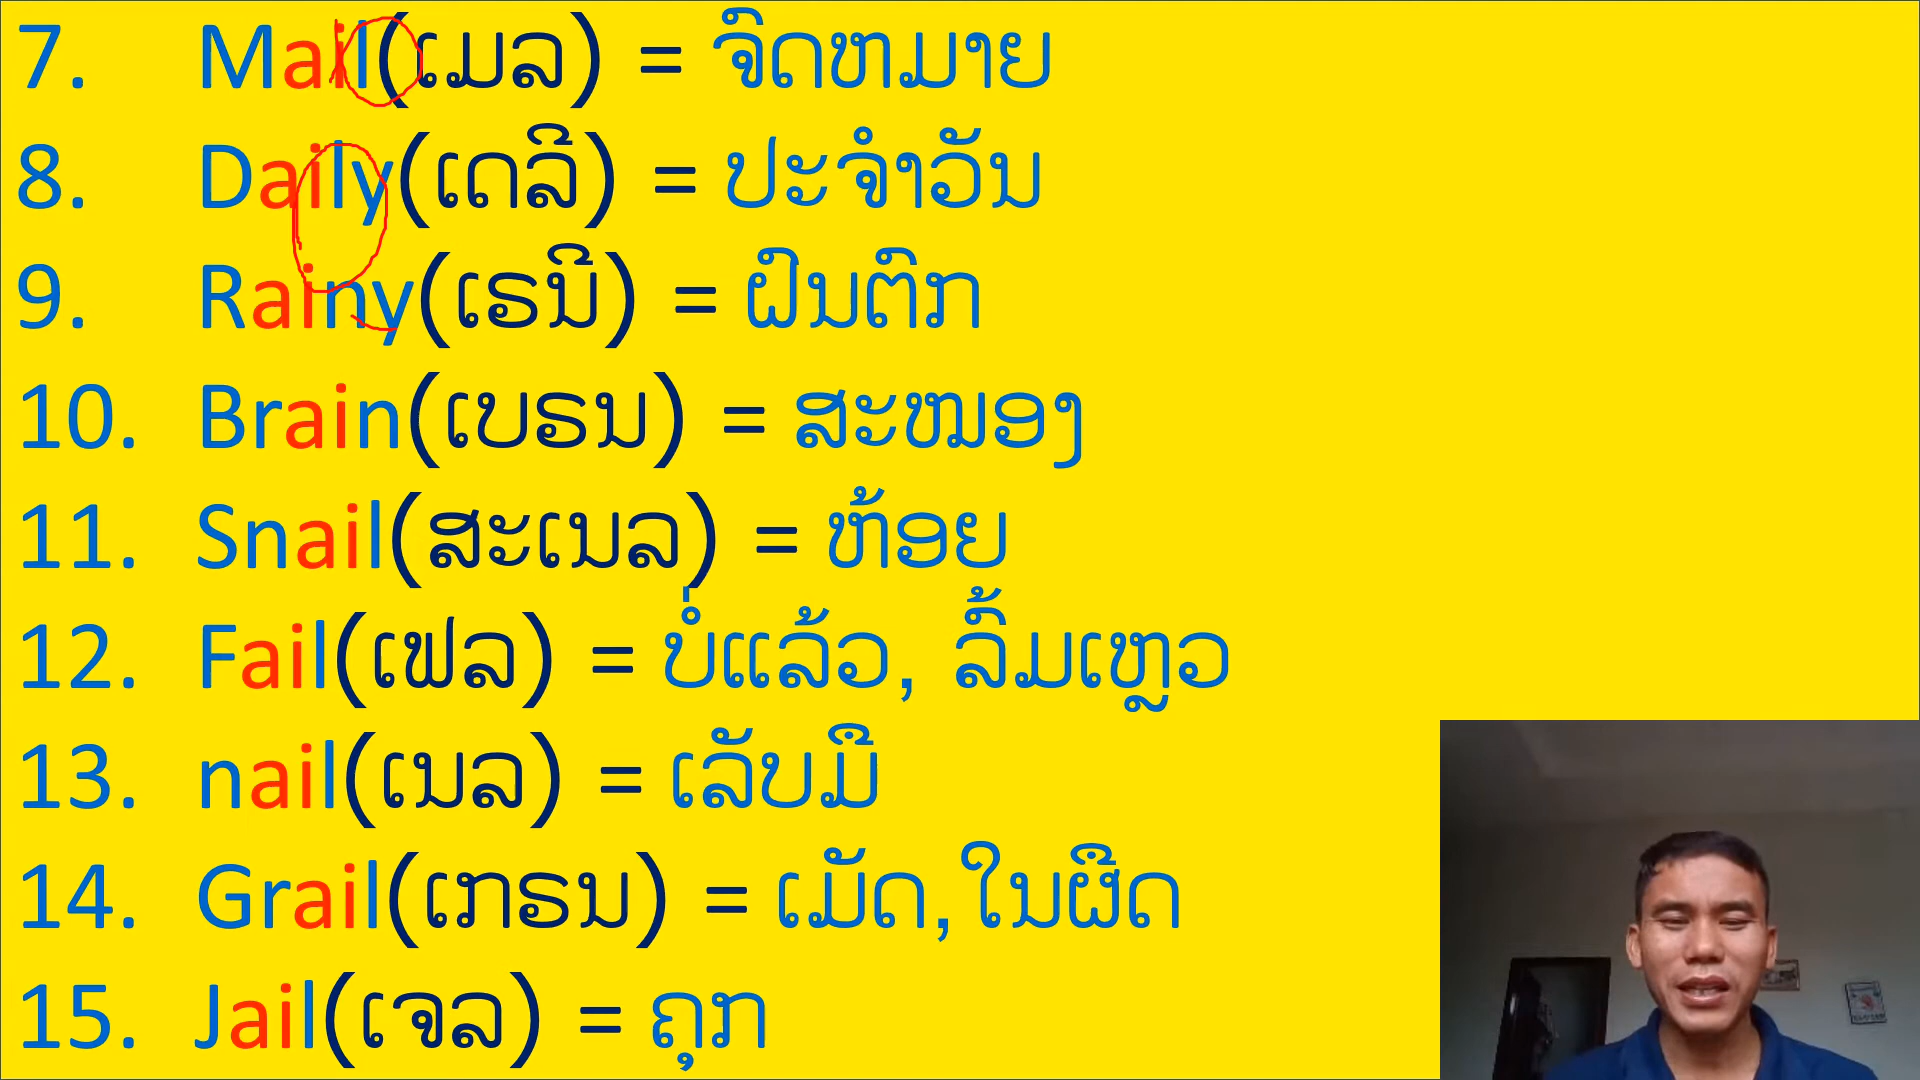 7. Mail(ເມລ) = ຈົດຫມາຍ
8. Daily(ເດລີ) = ປະຈຳວັນ
9. Rainy(ເຣນີ) = ຝົນຕົກ
10. Brain(ເບຣນ) = ສະໝອງ
11. Snail(ສະເນລ) = ຫ້ອຍ
12. Fail(ເຟລ) = ບໍ່ແລ້ວ, ລົ້ມເຫຼວ
13. nail(ເນລ) = ເລັບມື
14. Grail(ເກຣນ) = ເມັດ,ໃນຜືດ
15. Jail(ເຈລ) = ຄຸກ